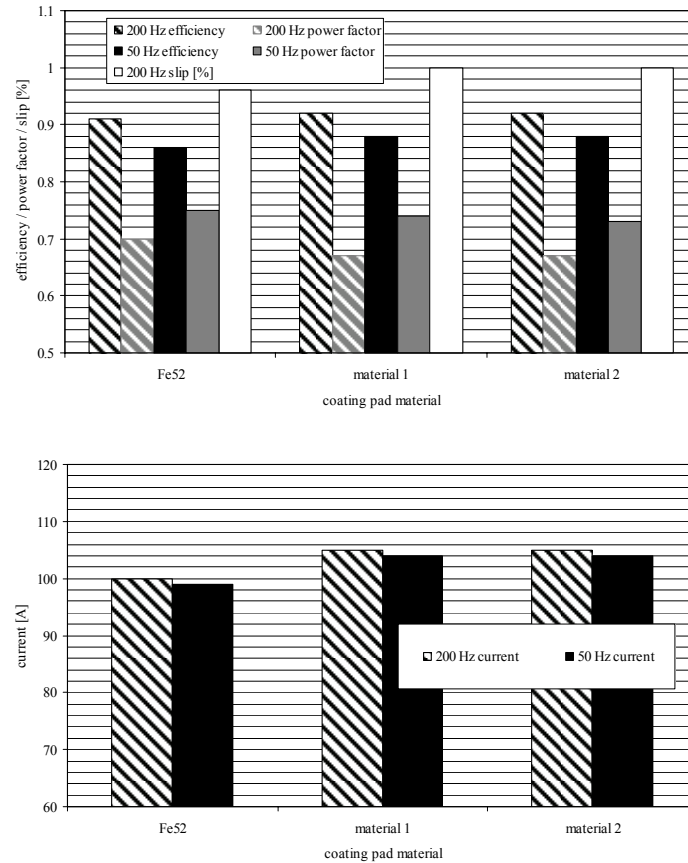 1.1
200 Hz efficiency 200 Hz power factor
50 Hz efficiency 50 Hz power factor
200 Hz slip [%]
1
0.9
0.8
0.7
0.6
0.5
efficiency / power factor / slip [%]
Fe52 material 1 material 2
coating pad material
120
110
100
90
80
70
60
current [A]
200 Hz current 50 Hz current
Fe52 material 1 material 2
coating pad material